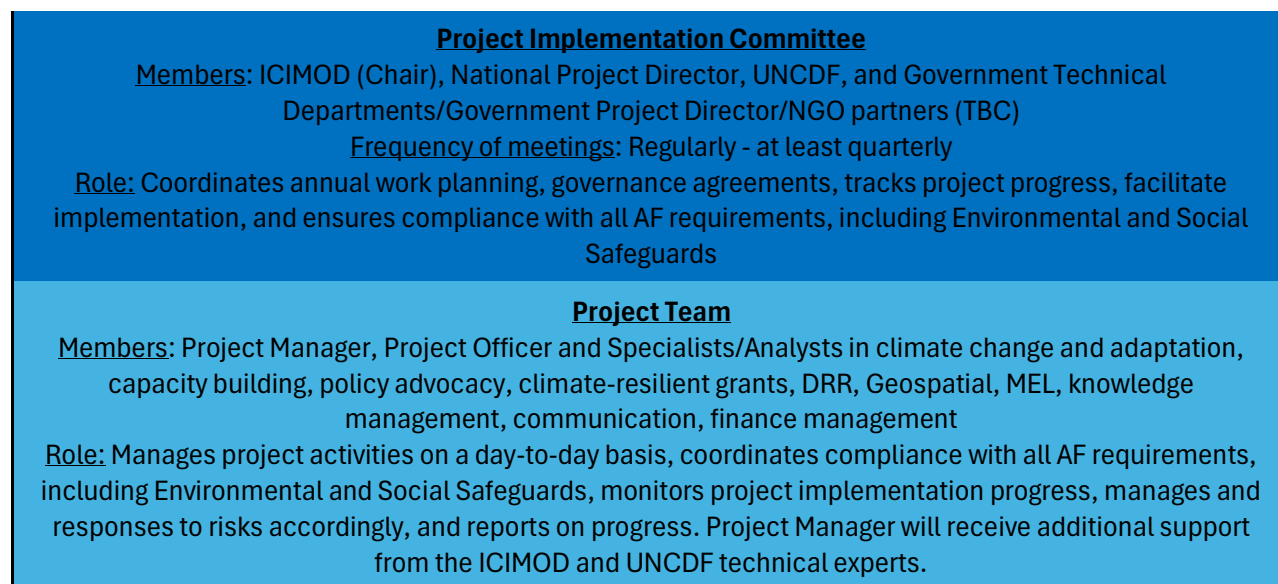 Project Implementation Committee
Members: ICIMOD (Chair), National Project Director, UNCDF, and Government Technical
Departments/Government Project Director/NGO partners (TBC)
Frequency of meetings: Regularly - at least quarterly
Role: Coordinates annual work planning, governance agreements, tracks project progress, facilitate
implementation, and ensures compliance with all AF requirements, including Environmental and Social
Safeguards
Project Team
Members: Project Manager, Project Officer and Specialists/Analysts in climate change and adaptation,
capacity building, policy advocacy, climate-resilient grants, DRR, Geospatial, MEL, knowledge
management, communication, finance management
Role: Manages project activities on a day-to-day basis, coordinates compliance with all AF requirements,
including Environmental and Social Safeguards, monitors project implementation progress, manages and
responses to risks accordingly, and reports on progress. Project Manager will receive additional support
from the ICIMOD and UNCDF technical experts.